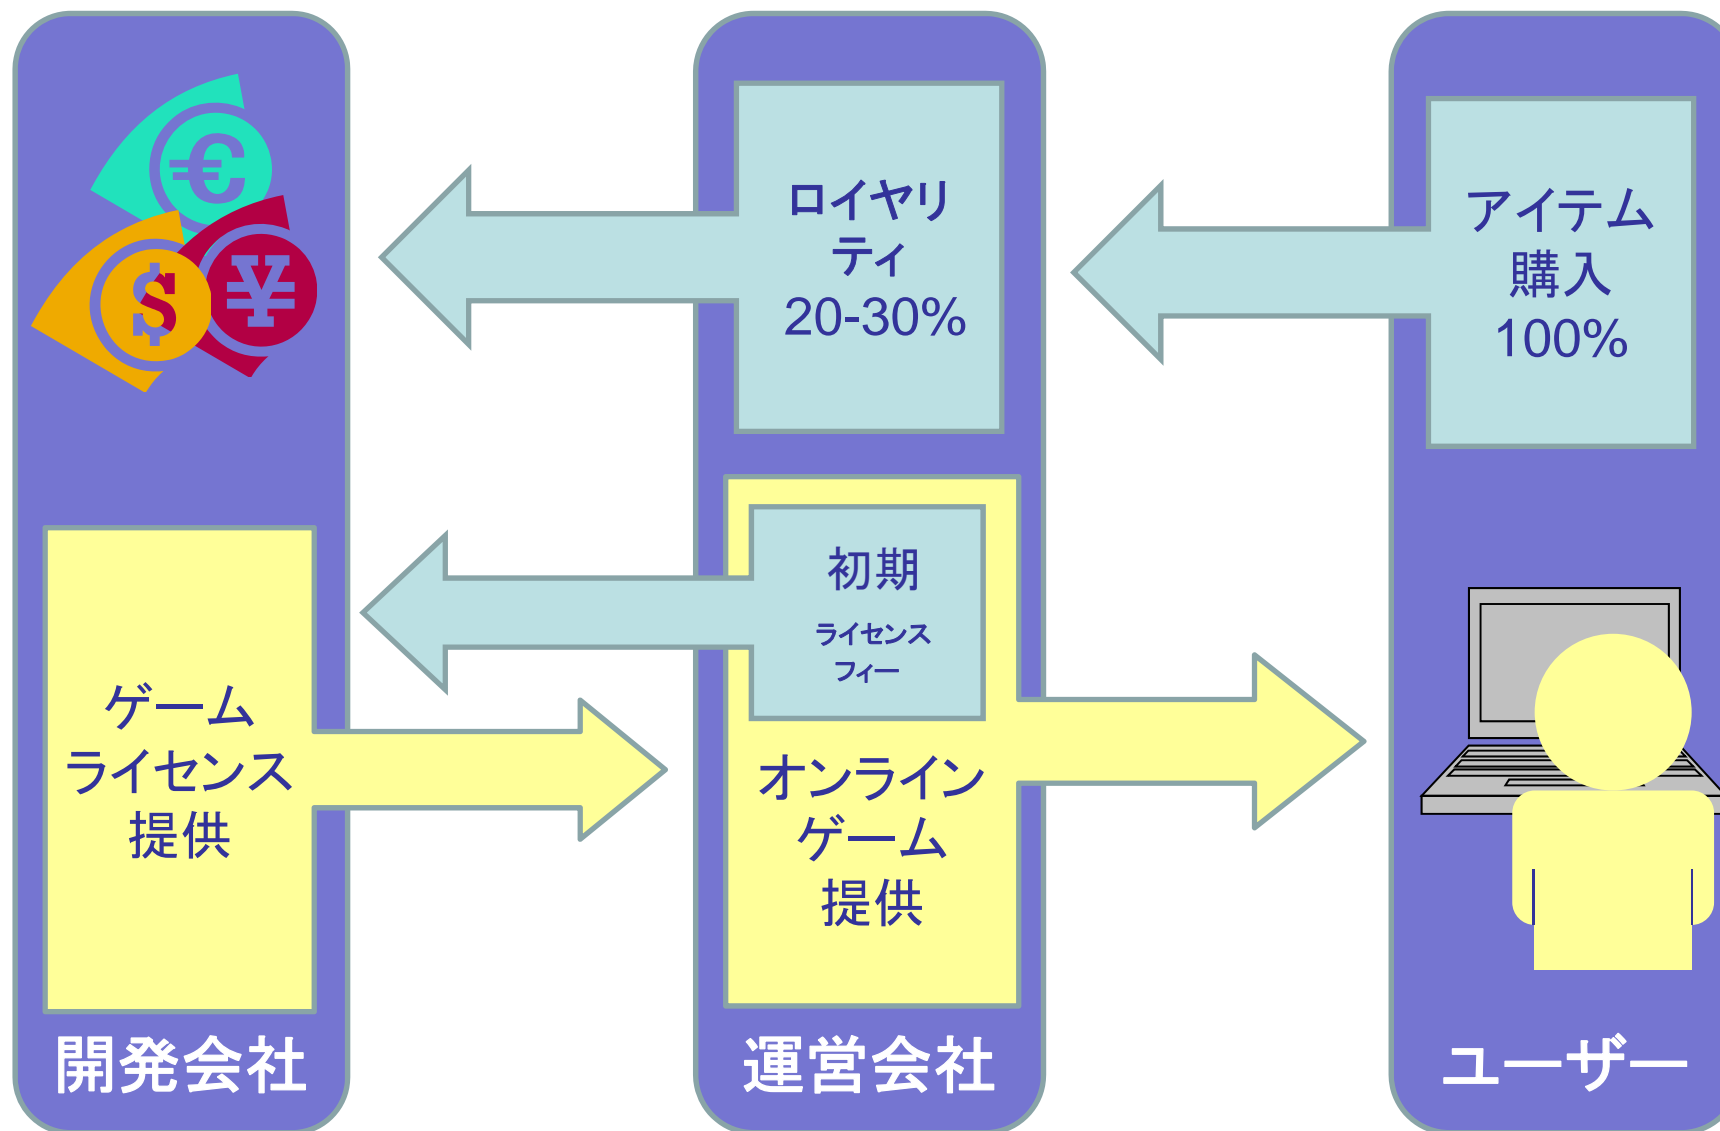 €
$
¥
ロイヤリ
ティ
20-30%
アイテム
購入
100%
初期
ライセンス
フィー
ゲーム
ライセンス
提供
オンライン
ゲーム
提供
開発会社
運営会社
ユーザー